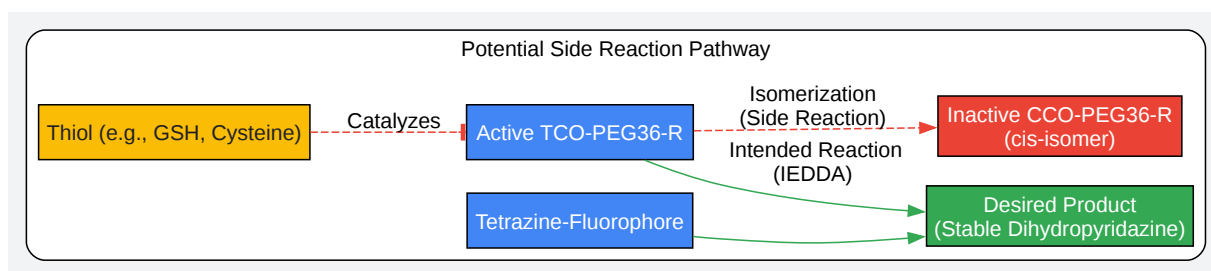 Potential Side Reaction Pathway
Thiol (e.g., GSH, Cysteine)
Catalyzes
Active TCO-PEG36-R
Isomerization
(Side Reaction)
Inactive CCO-PEG36-R
(cis-isomer)
Intended Reaction
(IEDDA)
Tetrazine-Fluorophore
Desired Product
(Stable Dihydropyridazine)